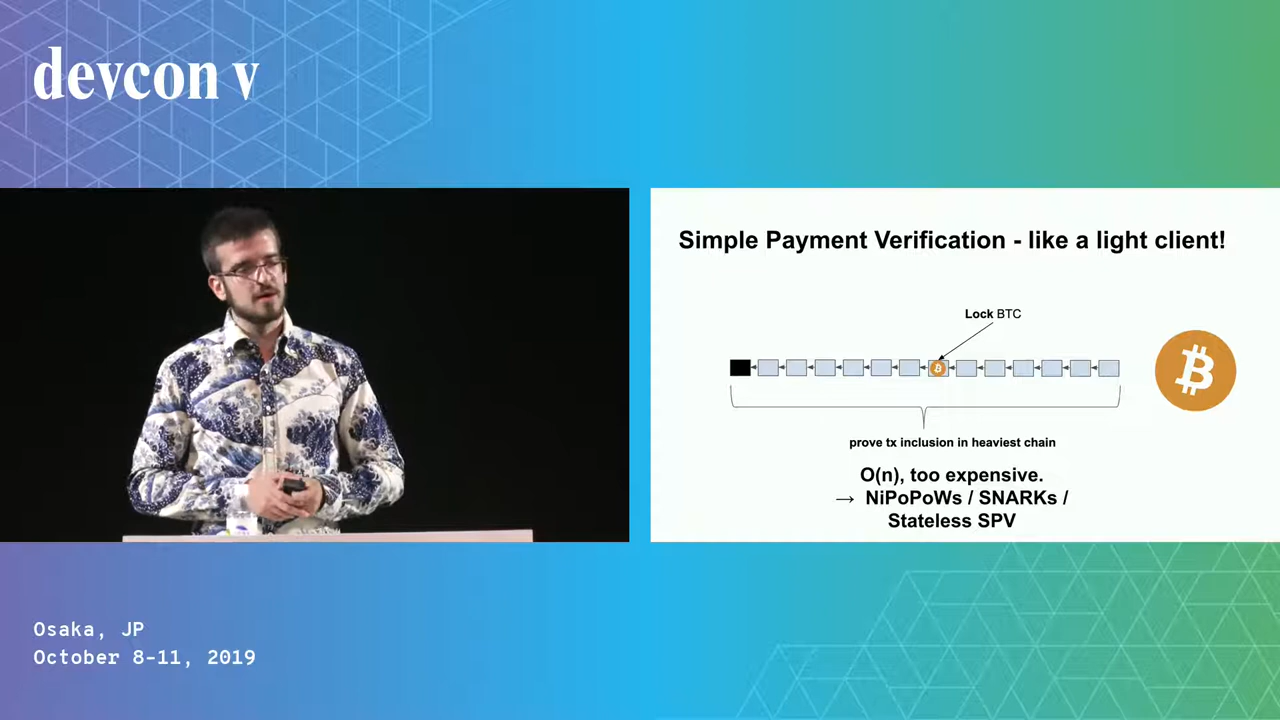 devcon v
Simple Payment Verification - like a light client!
Lock BTC
prove tx inclusion in heaviest chain
O(n), too expensive.
→ NiPoPoWs / SNARKs /
Stateless SPV
Osaka, JP
October 8-11, 2019